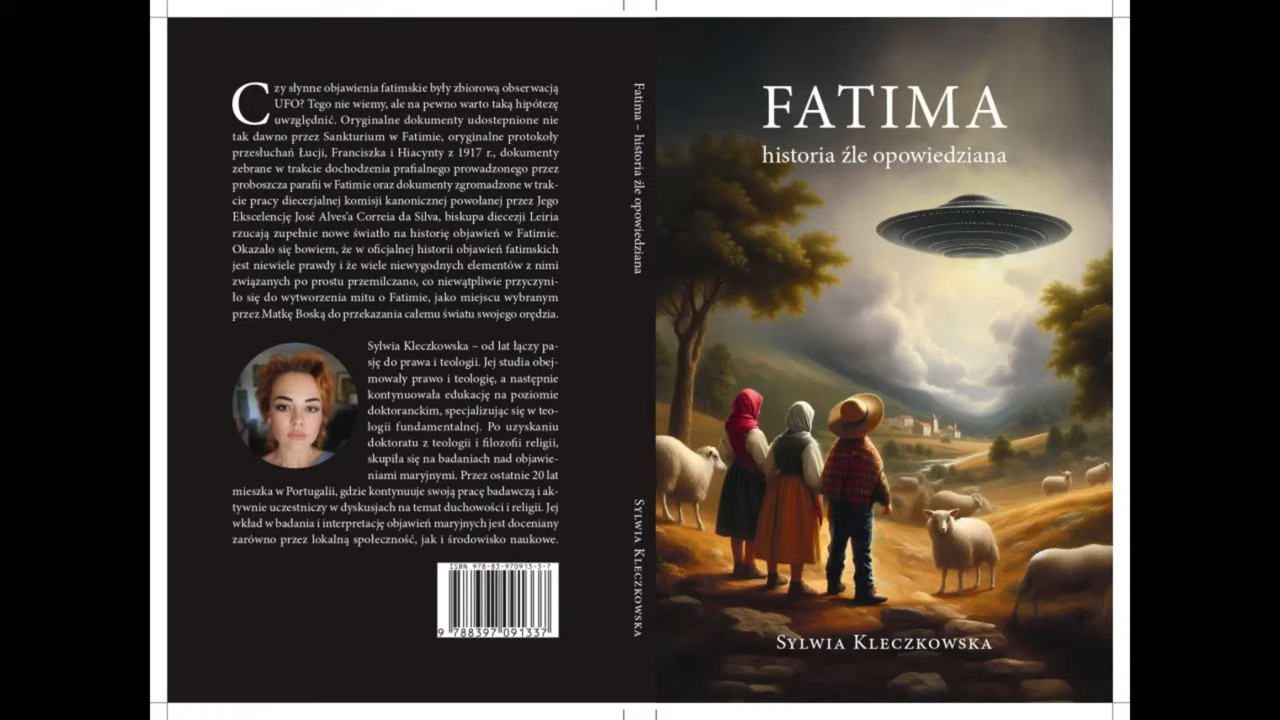 Czy słynne objawienia fatimskie były zbiorową obserwacją
UFO? Tego nie wiemy, ale na pewno warto taką hipótezę
uwzględnić. Oryginalne dokumenty udostepnione nie
tak dawno przez Sankturium w Fatimie, oryginalne protokoły
przesłuchań Łucji, Franciszka i Hiacynty z 1917 r., dokumenty
zebrane w trakcie dochodzenia prafialnego prowadzonego przez
proboszcza parafii w Fatimie oraz dokumenty zgromadzone w trak-
cie pracy diecezjalnej komisji kanonicznej powołanej przez Jego
Ekscelencję José Alves'a Correia da Silva, biskupa diecezji Leiria
rzucają zupełnie nowe światło na historię objawień w Fatimie.
Okazało się bowiem, że w oficjalnej historii objawień fatimskich
jest niewiele prawdy i że wiele niewygodnych elementów z nimi
związanych po prostu przemilczano, co niewątpliwie przyczyni-
ło się do wytworzenia mitu o Fatimie, jako miejscu wybranym
przez Matkę Boską do przekazania całemu światu swojego orędzia.
Sylwia Kleczkowska – od lat łączy pa-
sję do prawa i teologii. Jej studia obej-
mowały prawo i teologię, a następnie
kontynuowała edukację na poziomie
doktoranckim, specjalizując się w teo-
logii fundamentalnej. Po uzyskaniu
doktoratu z teologii i filozofii religii,
skupiła się na badaniach nad objawie-
niami maryjnymi. Przez ostatnie 20 lat
mieszka w Portugalii, gdzie kontynuuje swoją pracę badawczą i ak-
tywnie uczestniczy w dyskusjach na temat duchowości i religii. Jej
wkład w badania i interpretację objawień maryjnych jest doceniany
zarówno przez lokalną społeczność, jak i środowisko naukowe.
ISBN 978-83-970913-3-7
9 788397 091337
Fatima – historia źle opowiedziana
Sylwia Kleczkowska
FATIMA
historia źle opowiedziana
Sylwia Kleczkowska